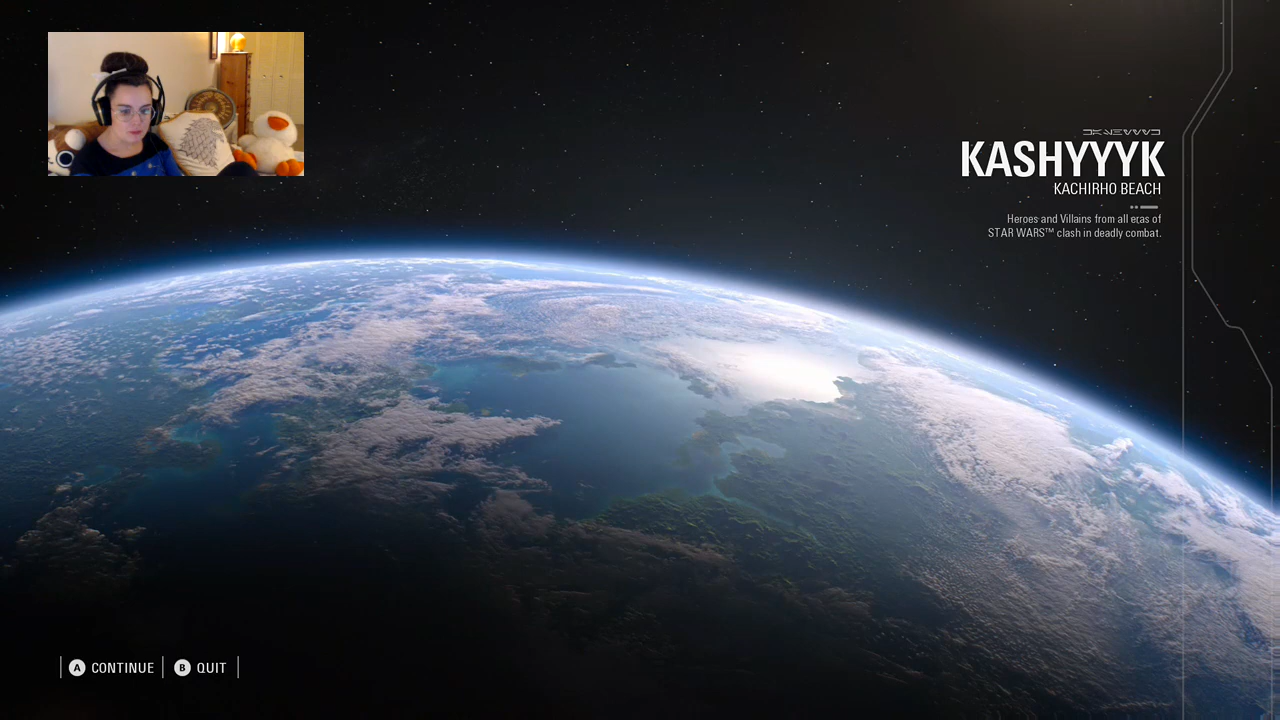 KASHYYYK
KACHIRHO BEACH
Heroes and Villains from all eras of
STAR WARS™ clash in deadly combat.
A CONTINUE B QUIT